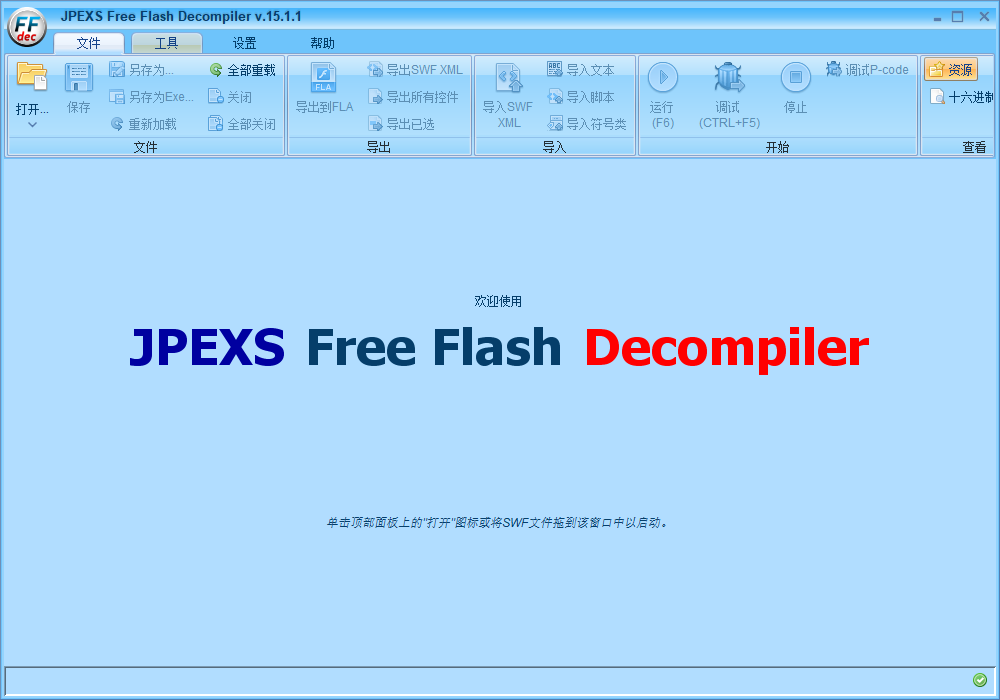 FF
dec
JPEXS Free Flash Decompiler v.15.1.1
文件 工具 设置 帮助
打开...
保存
另存为...
另存为Exe...
重新加载
全部重载
关闭
全部关闭
文件
FLA
导出到FLA
导出SWF XML
导出所有控件
导出已选
导出
导入SWF
XML
ABC
导入文本
导入脚本
导入符号类
导入
运行
(F6)
调试
(CTRL+F5)
停止
调试P-code
开始
资源
十六进制
查看
欢迎使用
JPEXS Free Flash Decompiler
单击顶部面板上的"打开"图标或将SWF文件拖到该窗口中以启动。